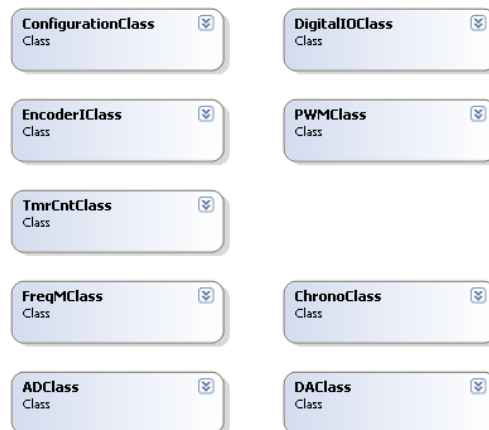 ConfigurationClass
Class
DigitalIOClass
Class
EncoderIClass
Class
PWMClass
Class
TmrCntClass
Class
FreqMClass
Class
ChronoClass
Class
ADClass
Class
DAClass
Class